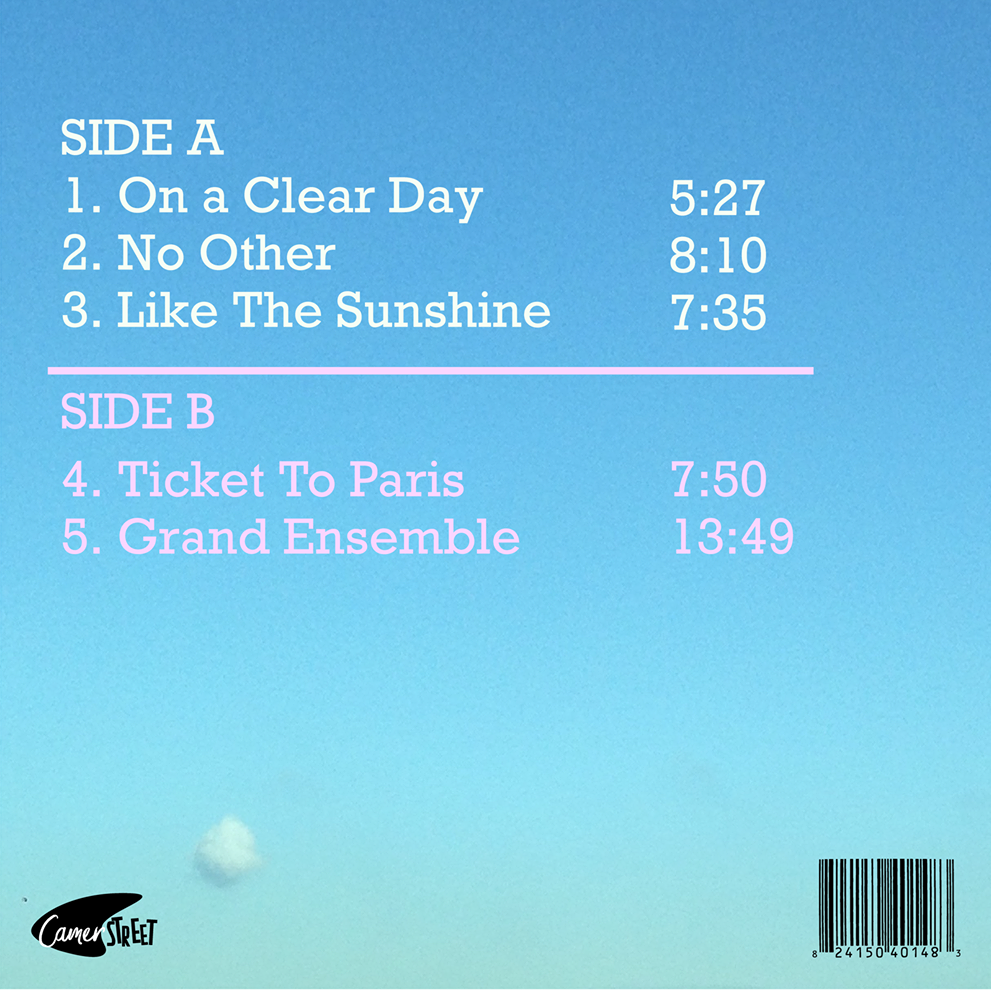 SIDE A
1. On a Clear Day 5:27
2. No Other 8:10
3. Like The Sunshine 7:35
SIDE B
4. Ticket To Paris 7:50
5. Grand Ensemble 13:49
Camer STREET
8 24150 40148 3